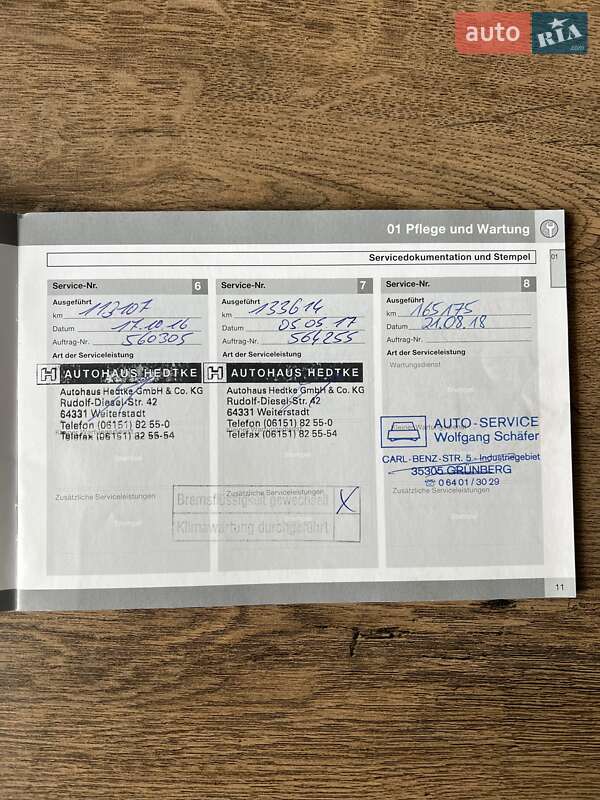 auto RIA .com
01 Pflege und Wartung
Servicedokumentation und Stempel
01
Service-Nr. 6
Ausgeführt
km 113107
Datum 17.10.16
Auftrag-Nr. 560305
Art der Serviceleistung
H AUTOHAUS HEDTKE
Autohaus Hedtke GmbH & Co. KG
Rudolf-Diesel-Str. 42
64331 Weiterstadt
Telefon (06151) 82 55-0
Telefax (06151) 82 55-54
Zusätzliche Serviceleistungen
Stempel
Service-Nr. 7
Ausgeführt
km 133614
Datum 05.05.17
Auftrag-Nr. 564255
Art der Serviceleistung
H AUTOHAUS HEDTKE
Autohaus Hedtke GmbH & Co. KG
Rudolf-Diesel-Str. 42
64331 Weiterstadt
Telefon (06151) 82 55-0
Telefax (06151) 82 55-54
Zusätzliche Serviceleistungen
Bremsflüssigkeit gewechselt X
Klimawartung durchgeführt
Service-Nr. 8
Ausgeführt
km 165175
Datum 21.08.18
Auftrag-Nr.
Art der Serviceleistung
Wartungsdienst
AUTO-SERVICE
Wolfgang Schäfer
CARL-BENZ-STR. 5 - Industriegebiet
35305 GRÜNBERG
☏ 0 64 01 / 30 29
Zusätzliche Serviceleistungen
Stempel
11